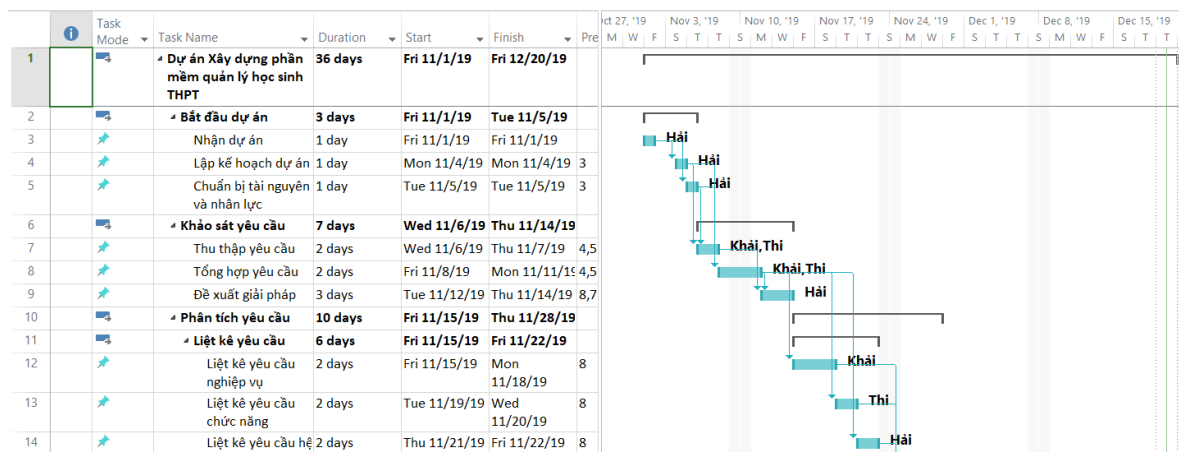 Task Mode Task Name Duration Start Finish Pre
Oct 27, '19 Nov 3, '19 Nov 10, '19 Nov 17, '19 Nov 24, '19 Dec 1, '19 Dec 8, '19 Dec 15, '19
M W F S T T S M W F S T T S M W F S T T S M W F S T T
1 Dự án Xây dựng phần mềm quản lý học sinh THPT 36 days Fri 11/1/19 Fri 12/20/19
2 Bắt đầu dự án 3 days Fri 11/1/19 Tue 11/5/19
3 Nhận dự án 1 day Fri 11/1/19 Fri 11/1/19 Hải
4 Lập kế hoạch dự án 1 day Mon 11/4/19 Mon 11/4/19 3 Hải
5 Chuẩn bị tài nguyên và nhân lực 1 day Tue 11/5/19 Tue 11/5/19 3 Hải
6 Khảo sát yêu cầu 7 days Wed 11/6/19 Thu 11/14/19
7 Thu thập yêu cầu 2 days Wed 11/6/19 Thu 11/7/19 4,5 Khải,Thi
8 Tổng hợp yêu cầu 2 days Fri 11/8/19 Mon 11/11/19 4,5 Khải,Thi
9 Đề xuất giải pháp 3 days Tue 11/12/19 Thu 11/14/19 8,7 Hải
10 Phân tích yêu cầu 10 days Fri 11/15/19 Thu 11/28/19
11 Liệt kê yêu cầu 6 days Fri 11/15/19 Fri 11/22/19
12 Liệt kê yêu cầu nghiệp vụ 2 days Fri 11/15/19 Mon 11/18/19 8 Khải
13 Liệt kê yêu cầu chức năng 2 days Tue 11/19/19 Wed 11/20/19 8 Thi
14 Liệt kê yêu cầu hệ 2 days Thu 11/21/19 Fri 11/22/19 8 Hải